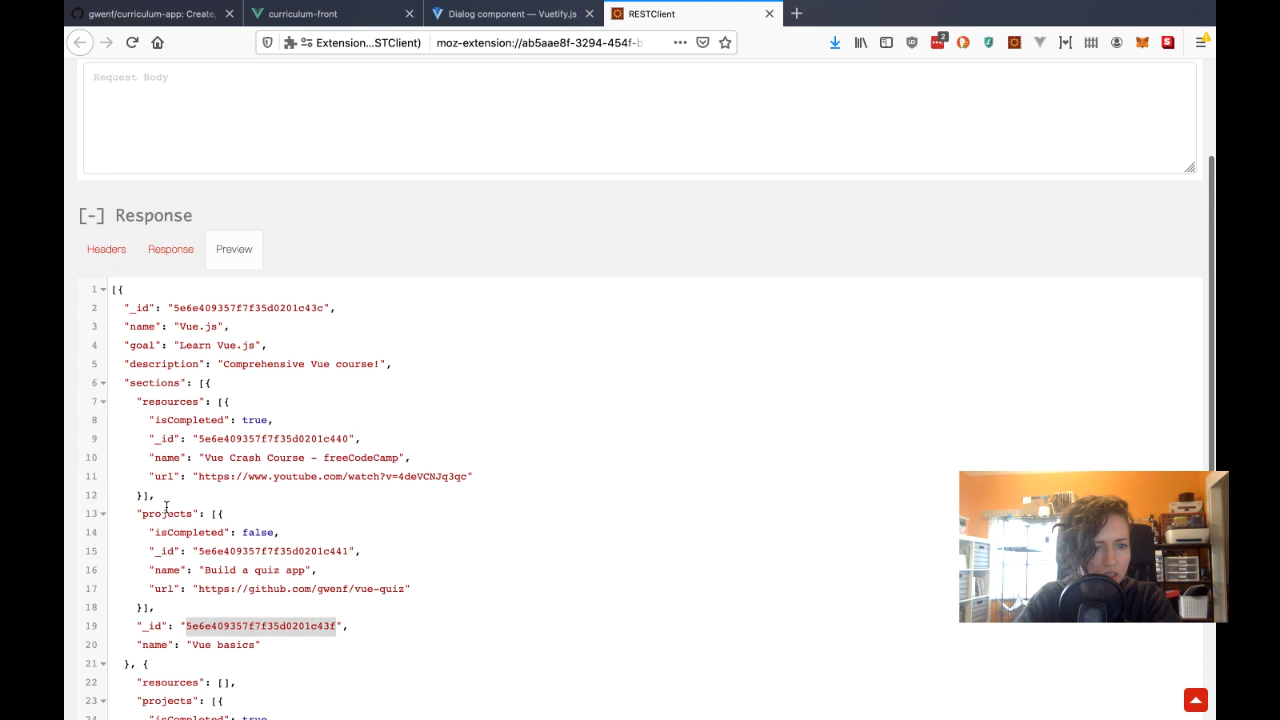 gwenf/curriculum-app: Create,
curriculum-front
Dialog component — Vuetify.js
RESTClient
Extension...STClient)
moz-extension://ab5aae8f-3294-454f-b
2
Request Body
[-] Response
Headers
Response
Preview
1 [{
2 "_id": "5e6e409357f7f35d0201c43c",
3 "name": "Vue.js",
4 "goal": "Learn Vue.js",
5 "description": "Comprehensive Vue course!",
6 "sections": [{
7 "resources": [{
8 "isCompleted": true,
9 "_id": "5e6e409357f7f35d0201c440",
10 "name": "Vue Crash Course - freeCodeCamp",
11 "url": "https://www.youtube.com/watch?v=4deVCNJq3qc"
12 }],
13 "projects": [{
14 "isCompleted": false,
15 "_id": "5e6e409357f7f35d0201c441",
16 "name": "Build a quiz app",
17 "url": "https://github.com/gwenf/vue-quiz"
18 }],
19 "_id": "5e6e409357f7f35d0201c43f",
20 "name": "Vue basics"
21 }, {
22 "resources": [],
23 "projects": [{
24 "isCompleted": true